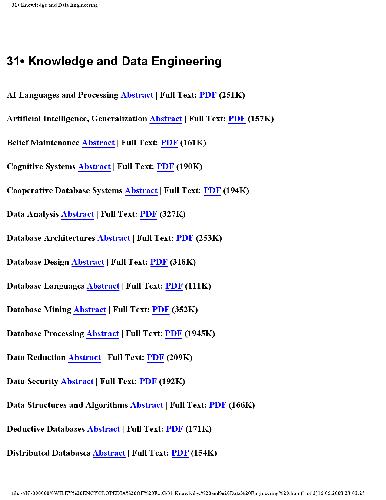 31• Knowledge and Data Engineering
31• Knowledge and Data Engineering
AI Languages and Processing Abstract | Full Text: PDF (251K)
Artificial Intelligence, Generalization Abstract | Full Text: PDF (157K)
Belief Maintenance Abstract | Full Text: PDF (161K)
Cognitive Systems Abstract | Full Text: PDF (190K)
Cooperative Database Systems Abstract | Full Text: PDF (194K)
Data Analysis Abstract | Full Text: PDF (327K)
Database Architectures Abstract | Full Text: PDF (253K)
Database Design Abstract | Full Text: PDF (318K)
Database Languages Abstract | Full Text: PDF (111K)
Database Mining Abstract | Full Text: PDF (352K)
Database Processing Abstract | Full Text: PDF (1945K)
Data Reduction Abstract | Full Text: PDF (209K)
Data Security Abstract | Full Text: PDF (192K)
Data Structures and Algorithms Abstract | Full Text: PDF (166K)
Deductive Databases Abstract | Full Text: PDF (171K)
Distributed Databases Abstract | Full Text: PDF (154K)